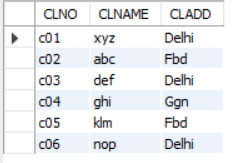 CLNO CLNAME CLADD
c01 xyz Delhi
c02 abc Fbd
c03 def Delhi
c04 ghi Ggn
c05 klm Fbd
c06 nop Delhi